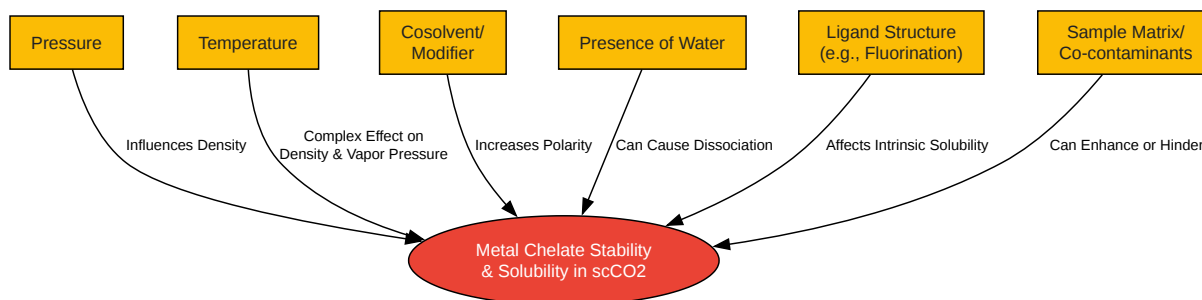 Pressure
Temperature
Cosolvent/
Modifier
Presence of Water
Ligand Structure
(e.g., Fluorination)
Sample Matrix/
Co-contaminants
Influences Density
Complex Effect on
Density & Vapor Pressure
Increases Polarity
Can Cause Dissociation
Affects Intrinsic Solubility
Can Enhance or Hinder
Metal Chelate Stability
& Solubility in scCO2